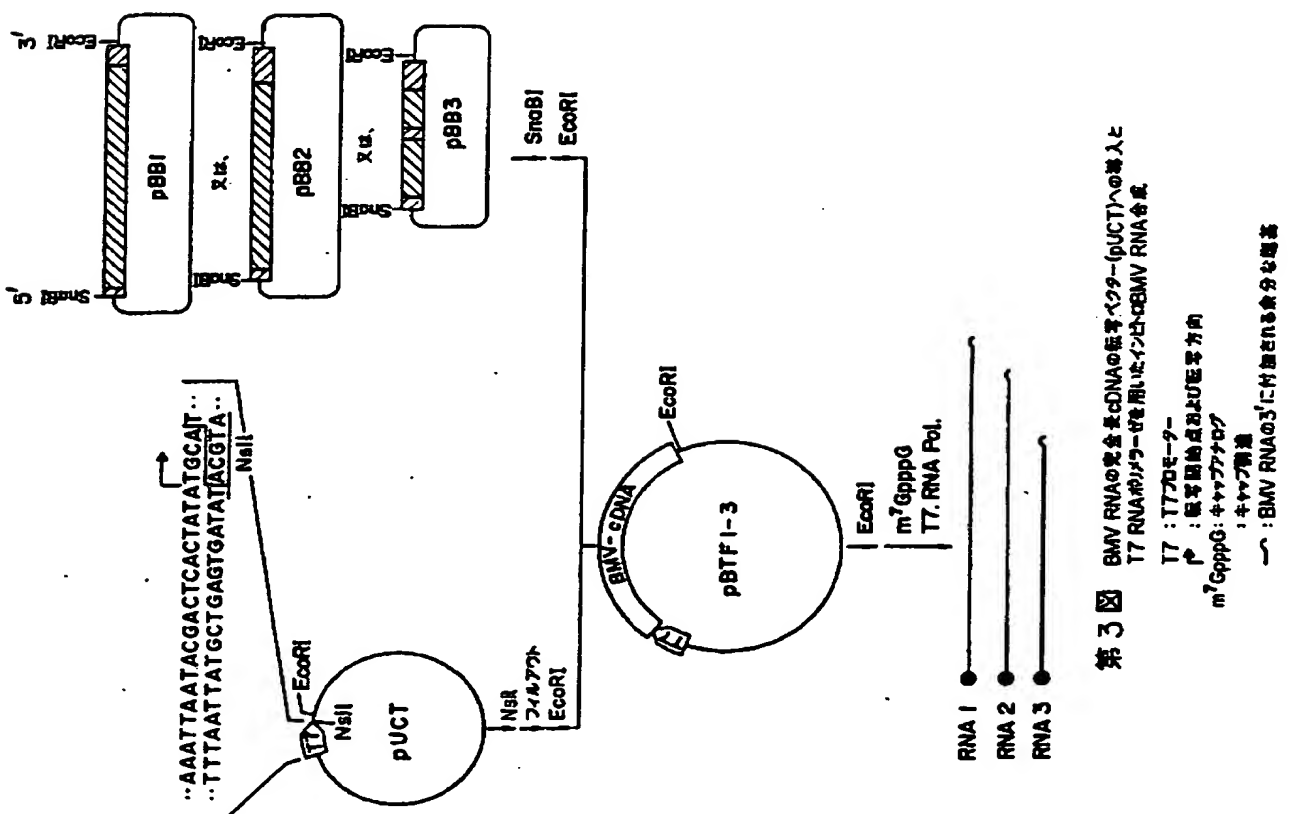 ··AAATTAATACGACTCACTATATGCAT··
··TTTAATTATGCTGAGTGATATACGTA··
NsiI
T7
EcoRI
NsiI
pUCT
NsiI
フィルアウト
EcoRI
5'
3'
SnaBI
EcoRI
pBB1
又は、
SnaBI
EcoRI
pBB2
又は、
SnaBI
EcoRI
pBB3
SnaBI
EcoRI
T7
BMV-cDNA
EcoRI
pBTF1-3
EcoRI
m⁷GpppG
T7. RNA Pol.
RNA 1
RNA 2
RNA 3
第3図 BMV RNAの完全長cDNAの転写ベクター(pUCT)への導入と
T7 RNAポリメラーゼを用いたインビトロBMV RNA合成
T7 : T7プロモーター
: 転写開始点および転写方向
m⁷GpppG : キャップアナログ
: キャップ構造
: BMV RNAの3'に付加される余分な塩基